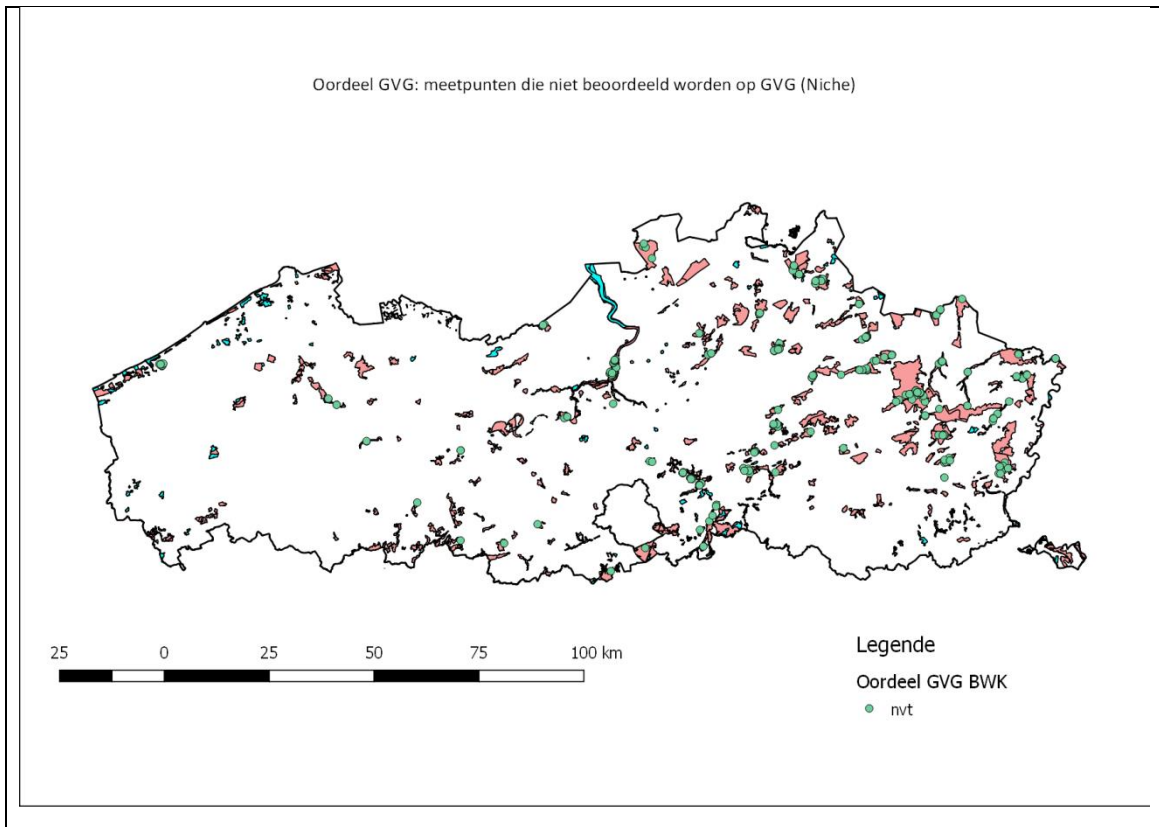 Oordeel GVG: meetpunten die niet beoordeeld worden op GVG (Niche)
25 0 25 50 75 100 km
Legende
Oordeel GVG BWK
nvt